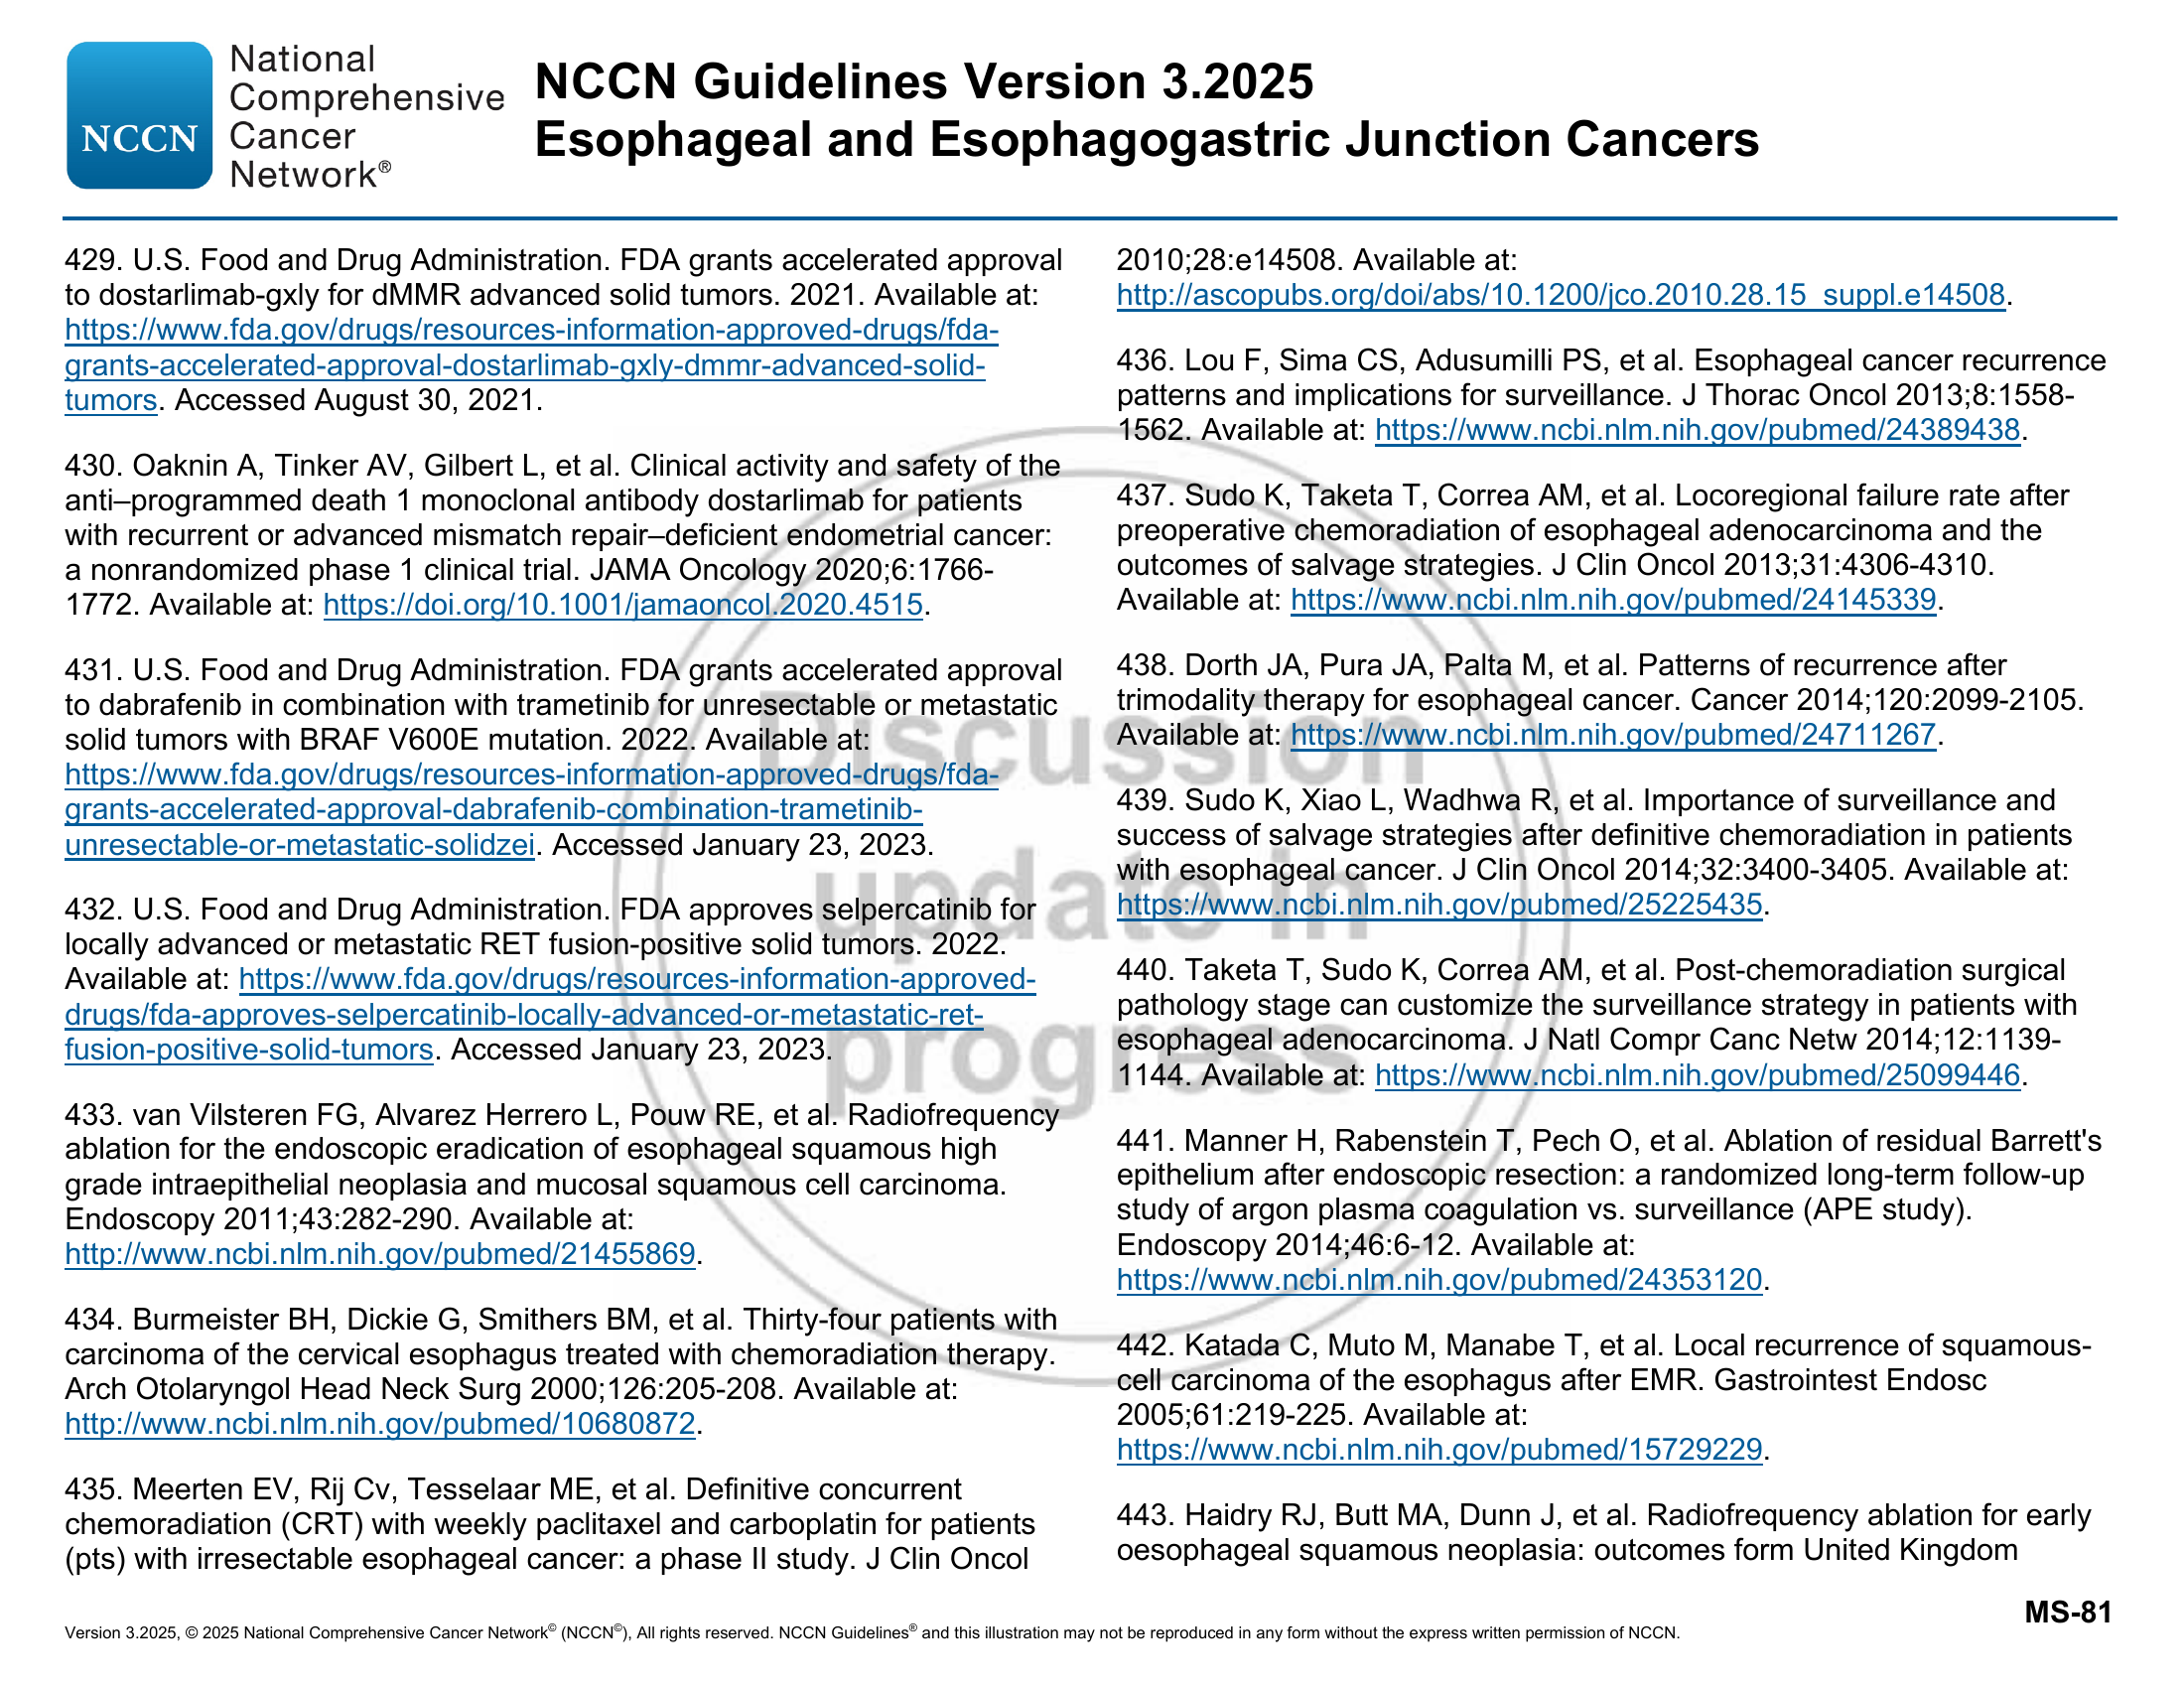 National
Comprehensive
Cancer
Network®
NCCN
NCCN Guidelines Version 3.2025
Esophageal and Esophagogastric Junction Cancers
429. U.S. Food and Drug Administration. FDA grants accelerated approval
to dostarlimab-gxly for dMMR advanced solid tumors. 2021. Available at:
https://www.fda.gov/drugs/resources-information-approved-drugs/fda-
grants-accelerated-approval-dostarlimab-gxly-dmmr-advanced-solid-
tumors. Accessed August 30, 2021.
430. Oaknin A, Tinker AV, Gilbert L, et al. Clinical activity and safety of the
anti–programmed death 1 monoclonal antibody dostarlimab for patients
with recurrent or advanced mismatch repair–deficient endometrial cancer:
a nonrandomized phase 1 clinical trial. JAMA Oncology 2020;6:1766-
1772. Available at: https://doi.org/10.1001/jamaoncol.2020.4515.
431. U.S. Food and Drug Administration. FDA grants accelerated approval
to dabrafenib in combination with trametinib for unresectable or metastatic
solid tumors with BRAF V600E mutation. 2022. Available at:
https://www.fda.gov/drugs/resources-information-approved-drugs/fda-
grants-accelerated-approval-dabrafenib-combination-trametinib-
unresectable-or-metastatic-solidzei. Accessed January 23, 2023.
432. U.S. Food and Drug Administration. FDA approves selpercatinib for
locally advanced or metastatic RET fusion-positive solid tumors. 2022.
Available at: https://www.fda.gov/drugs/resources-information-approved-
drugs/fda-approves-selpercatinib-locally-advanced-or-metastatic-ret-
fusion-positive-solid-tumors. Accessed January 23, 2023.
433. van Vilsteren FG, Alvarez Herrero L, Pouw RE, et al. Radiofrequency
ablation for the endoscopic eradication of esophageal squamous high
grade intraepithelial neoplasia and mucosal squamous cell carcinoma.
Endoscopy 2011;43:282-290. Available at:
http://www.ncbi.nlm.nih.gov/pubmed/21455869.
434. Burmeister BH, Dickie G, Smithers BM, et al. Thirty-four patients with
carcinoma of the cervical esophagus treated with chemoradiation therapy.
Arch Otolaryngol Head Neck Surg 2000;126:205-208. Available at:
http://www.ncbi.nlm.nih.gov/pubmed/10680872.
435. Meerten EV, Rij Cv, Tesselaar ME, et al. Definitive concurrent
chemoradiation (CRT) with weekly paclitaxel and carboplatin for patients
(pts) with irresectable esophageal cancer: a phase II study. J Clin Oncol
2010;28:e14508. Available at:
http://ascopubs.org/doi/abs/10.1200/jco.2010.28.15_suppl.e14508.
436. Lou F, Sima CS, Adusumilli PS, et al. Esophageal cancer recurrence
patterns and implications for surveillance. J Thorac Oncol 2013;8:1558-
1562. Available at: https://www.ncbi.nlm.nih.gov/pubmed/24389438.
437. Sudo K, Taketa T, Correa AM, et al. Locoregional failure rate after
preoperative chemoradiation of esophageal adenocarcinoma and the
outcomes of salvage strategies. J Clin Oncol 2013;31:4306-4310.
Available at: https://www.ncbi.nlm.nih.gov/pubmed/24145339.
438. Dorth JA, Pura JA, Palta M, et al. Patterns of recurrence after
trimodality therapy for esophageal cancer. Cancer 2014;120:2099-2105.
Available at: https://www.ncbi.nlm.nih.gov/pubmed/24711267.
439. Sudo K, Xiao L, Wadhwa R, et al. Importance of surveillance and
success of salvage strategies after definitive chemoradiation in patients
with esophageal cancer. J Clin Oncol 2014;32:3400-3405. Available at:
https://www.ncbi.nlm.nih.gov/pubmed/25225435.
440. Taketa T, Sudo K, Correa AM, et al. Post-chemoradiation surgical
pathology stage can customize the surveillance strategy in patients with
esophageal adenocarcinoma. J Natl Compr Canc Netw 2014;12:1139-
1144. Available at: https://www.ncbi.nlm.nih.gov/pubmed/25099446.
441. Manner H, Rabenstein T, Pech O, et al. Ablation of residual Barrett's
epithelium after endoscopic resection: a randomized long-term follow-up
study of argon plasma coagulation vs. surveillance (APE study).
Endoscopy 2014;46:6-12. Available at:
https://www.ncbi.nlm.nih.gov/pubmed/24353120.
442. Katada C, Muto M, Manabe T, et al. Local recurrence of squamous-
cell carcinoma of the esophagus after EMR. Gastrointest Endosc
2005;61:219-225. Available at:
https://www.ncbi.nlm.nih.gov/pubmed/15729229.
443. Haidry RJ, Butt MA, Dunn J, et al. Radiofrequency ablation for early
oesophageal squamous neoplasia: outcomes form United Kingdom
Discussion
update in
progress
MS-81
Version 3.2025, © 2025 National Comprehensive Cancer Network© (NCCN©), All rights reserved. NCCN Guidelines® and this illustration may not be reproduced in any form without the express written permission of NCCN.